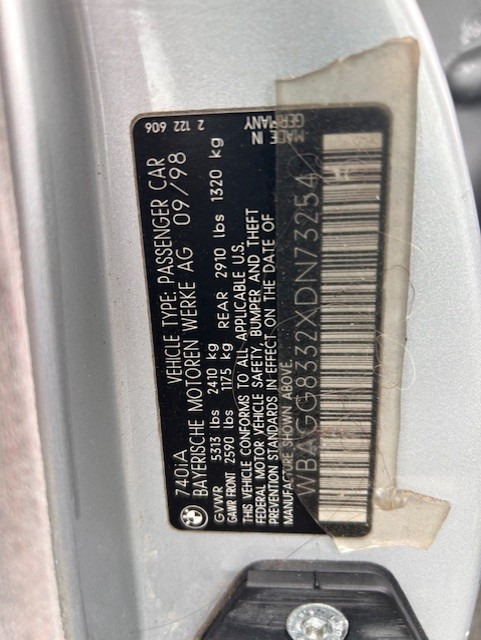 740iA VEHICLE TYPE: PASSENGER CAR
BAYERISCHE MOTOREN WERKE AG 09/98
GVWR 5313 lbs 2410 kg
GAWR FRONT 2590 lbs 1175 kg REAR 2910 lbs 1320 kg
THIS VEHICLE CONFORMS TO ALL APPLICABLE U.S.
FEDERAL MOTOR VEHICLE SAFETY, BUMPER AND THEFT
PREVENTION STANDARDS IN EFFECT ON THE DATE OF
MANUFACTURE SHOWN ABOVE.
WBAGG8332XDN73254
2 122 606
MADE IN
GERMANY